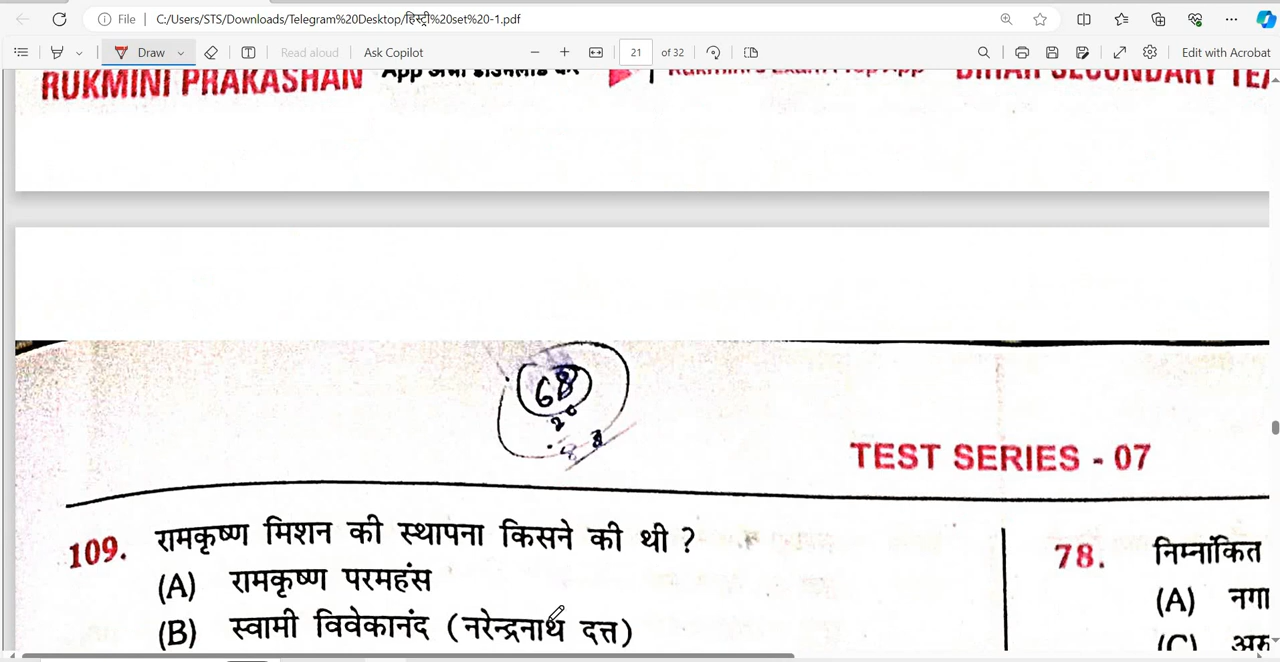 File
C:/Users/STS/Downloads/Telegram%20Desktop/हिस्ट्री%20set%20-1.pdf
Draw
Read aloud
Ask Copilot
21
of 32
Edit with Acrobat
RUKMINI PRAKASHAN
68
TEST SERIES - 07
109. रामकृष्ण मिशन की स्थापना किसने की थी ?
(A) रामकृष्ण परमहंस
(B) स्वामी विवेकानंद (नरेन्द्रनाथ दत्त)
78. निम्नांकित
(A) नगा